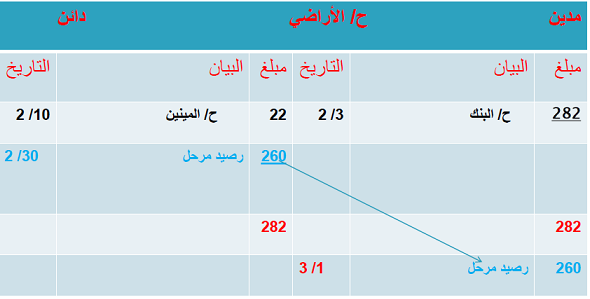 مدين ح/ الأراضي دائن
مبلغ البيان التاريخ مبلغ البيان التاريخ
282 ح/ البنك 3/ 2 22 ح/ المينين 10/ 2
260 رصيد مرحل 30/ 2
282 282
260 رصيد مرحل 1/ 3